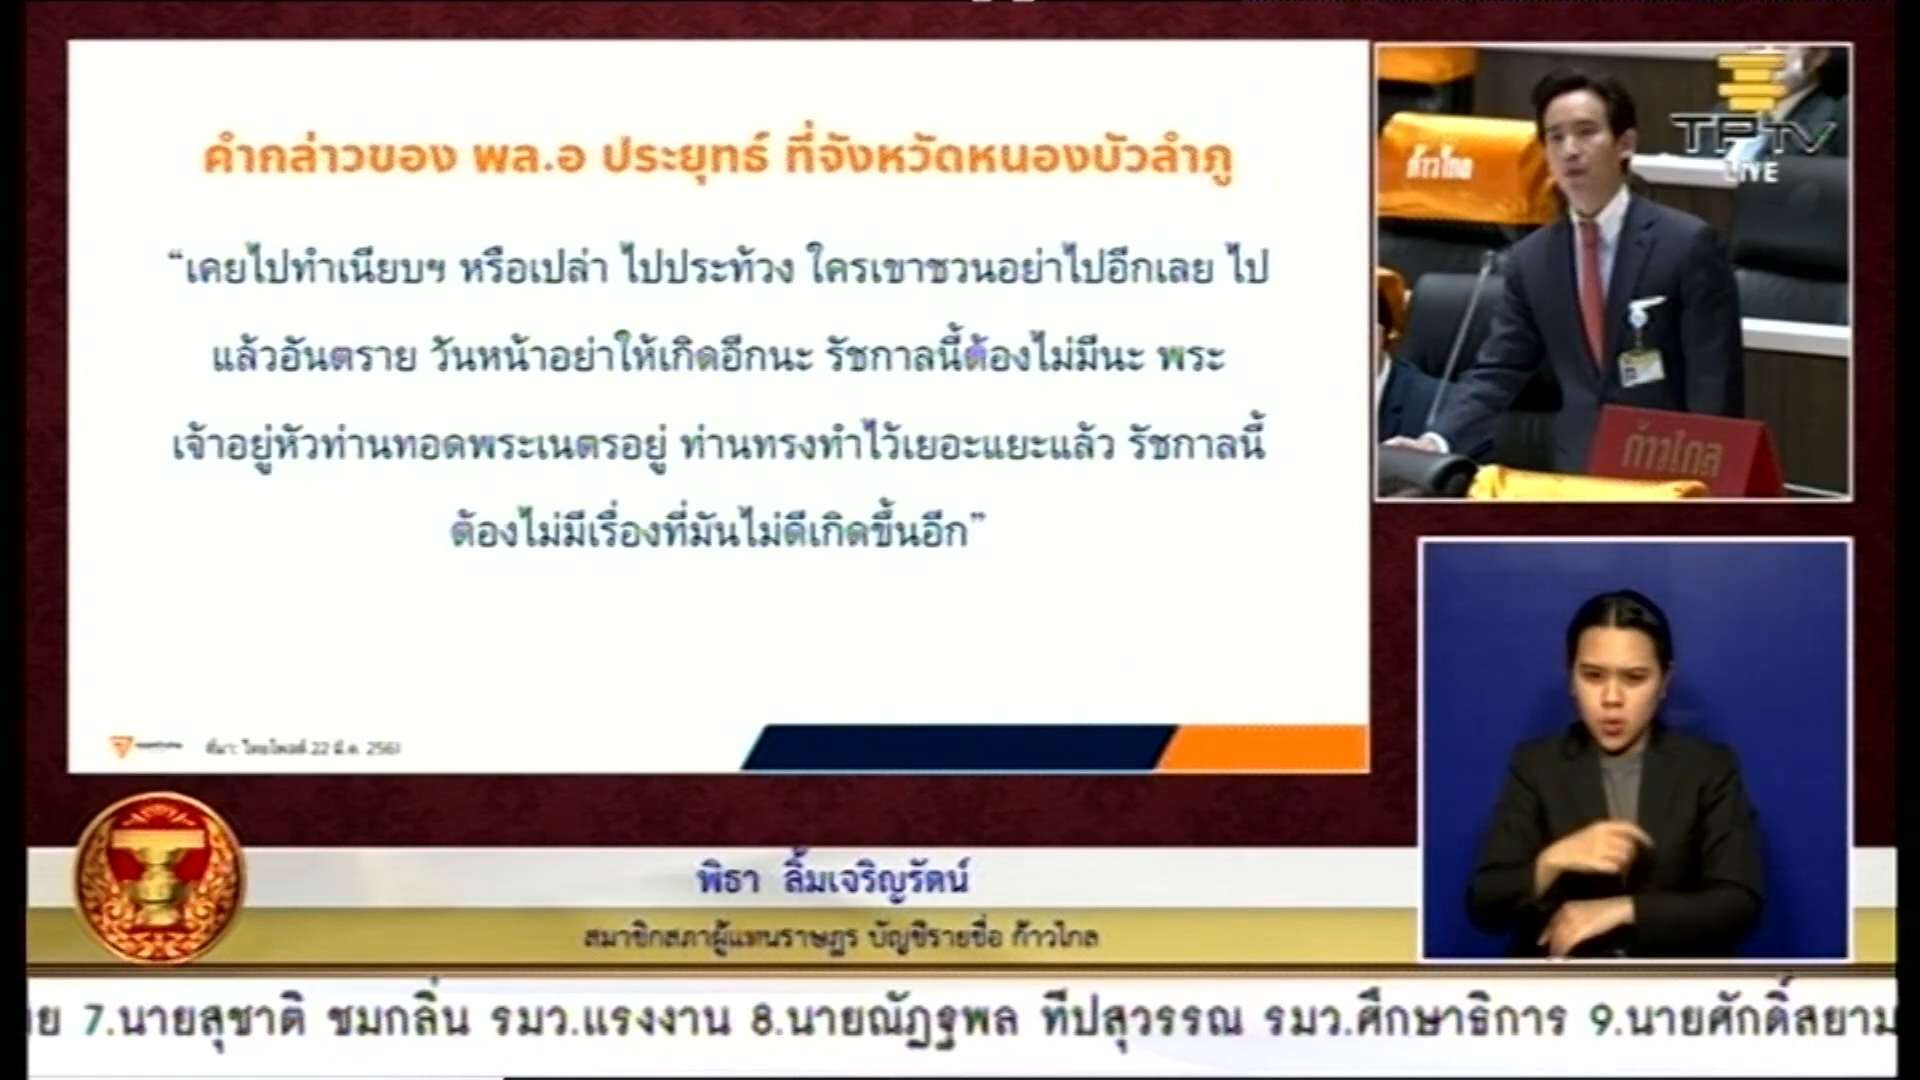 คำกล่าวของ พล.อ ประยุทธ์ ที่จังหวัดหนองบัวลำภู
“เคยไปทำเนียบฯ หรือเปล่า ไปประท้วง ใครเขาชวนอย่าไปอีกเลย ไป
แล้วอันตราย วันหน้าอย่าให้เกิดอีกนะ รัชกาลนี้ต้องไม่มีนะ พระ
เจ้าอยู่หัวท่านทอดพระเนตรอยู่ ท่านทรงทำไว้เยอะแยะแล้ว รัชกาลนี้
ต้องไม่มีเรื่องที่มันไม่ดีเกิดขึ้นอีก”
ที่มา: ไทยโพสต์ 22 มี.ค. 2561
TPTV
LIVE
ก้าวไกล
ก้าวไกล
พิธา ลิ้มเจริญรัตน์
สมาชิกสภาผู้แทนราษฎร บัญชีรายชื่อ ก้าวไกล
7.นายสุชาติ ชมกลิ่น รมว.แรงงาน 8.นายณัฏฐพล ทีปสุวรรณ รมว.ศึกษาธิการ 9.นายศักดิ์สยาม